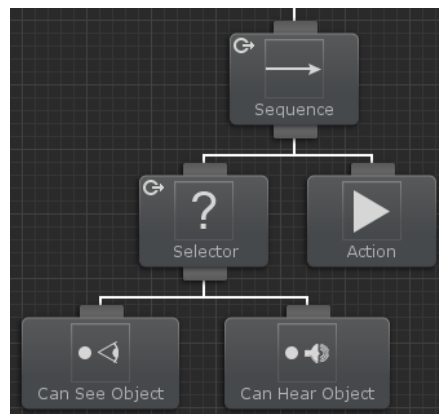 Sequence
?
Selector
Action
Can See Object
Can Hear Object